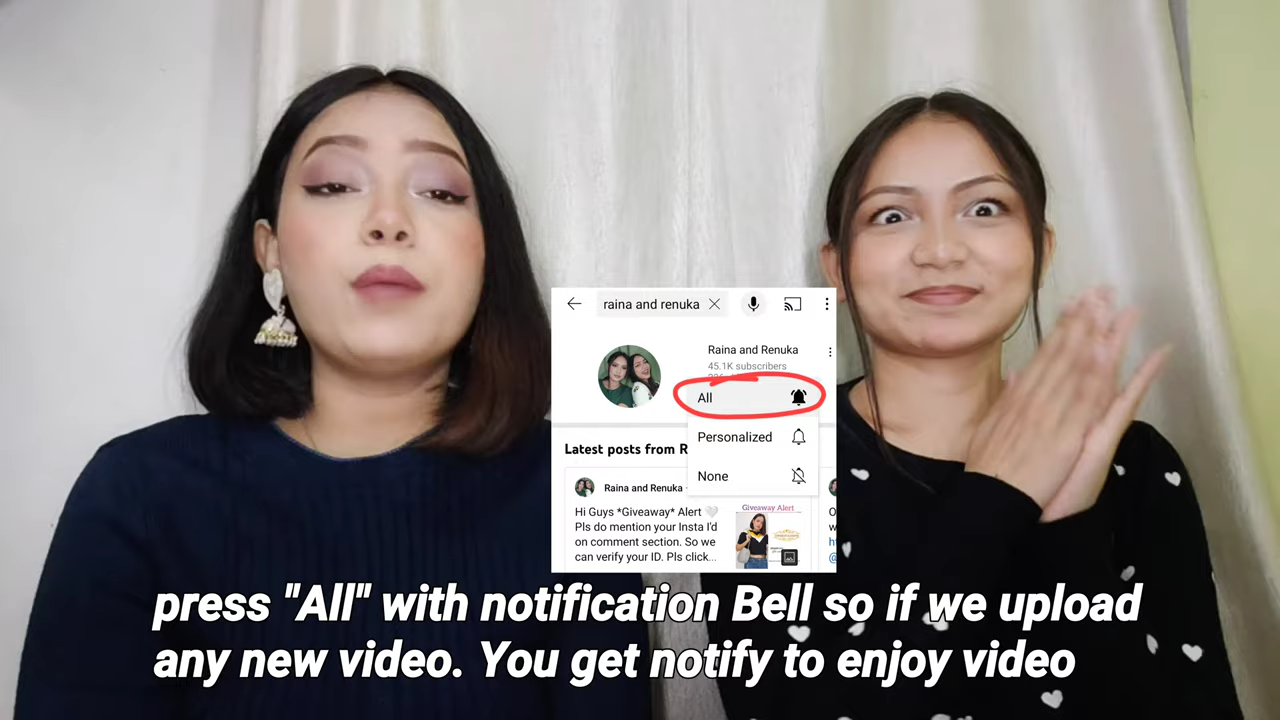 raina and renuka
Raina and Renuka
45.1K subscribers
All
Personalized
None
Latest posts from R
Raina and Renuka
Hi Guys *Giveaway* Alert 🤍
Pls do mention your Insta I'd
on comment section. So we
can verify your ID. Pls click...
Giveaway Alert
press "All" with notification Bell so if we upload
any new video. You get notify to enjoy video